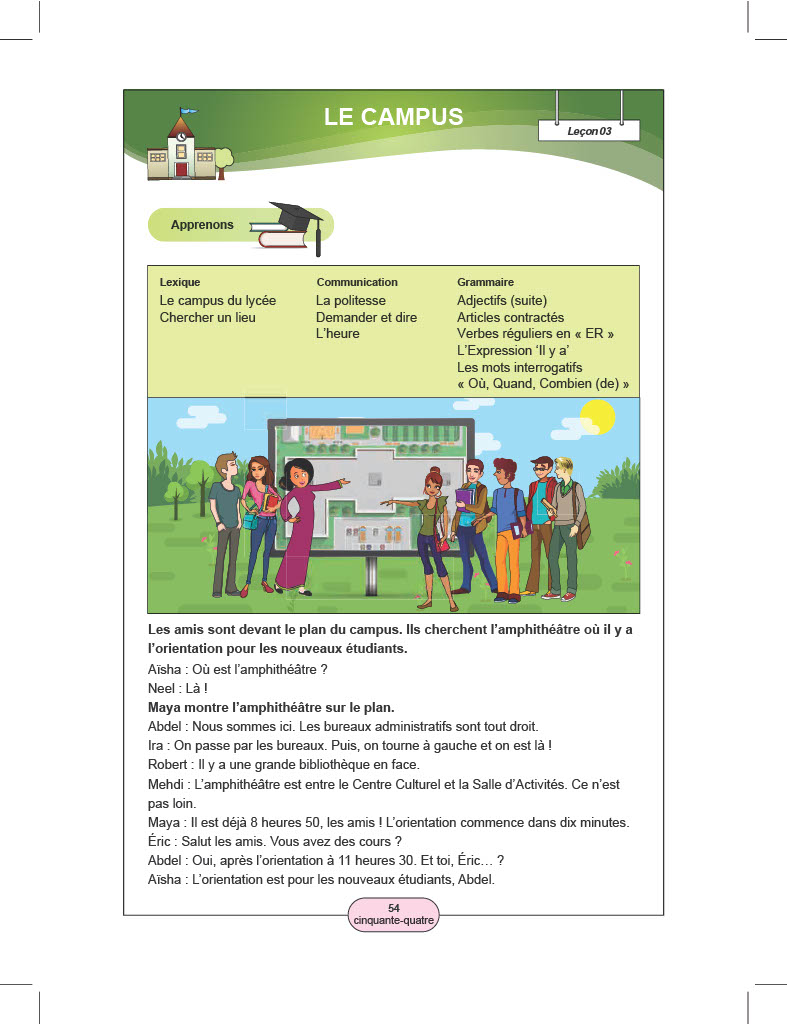 LE CAMPUS
Leçon 03
Apprenons
Lexique
Le campus du lycée
Chercher un lieu
Communication
La politesse
Demander et dire
L’heure
Grammaire
Adjectifs (suite)
Articles contractés
Verbes réguliers en « ER »
L’Expression ‘Il y a’
Les mots interrogatifs
« Où, Quand, Combien (de) »
Les amis sont devant le plan du campus. Ils cherchent l’amphithéâtre où il y a
l’orientation pour les nouveaux étudiants.
Aïsha : Où est l’amphithéâtre ?
Neel : Là !
Maya montre l’amphithéâtre sur le plan.
Abdel : Nous sommes ici. Les bureaux administratifs sont tout droit.
Ira : On passe par les bureaux. Puis, on tourne à gauche et on est là !
Robert : Il y a une grande bibliothèque en face.
Mehdi : L’amphithéâtre est entre le Centre Culturel et la Salle d’Activités. Ce n’est
pas loin.
Maya : Il est déjà 8 heures 50, les amis ! L’orientation commence dans dix minutes.
Éric : Salut les amis. Vous avez des cours ?
Abdel : Oui, après l’orientation à 11 heures 30. Et toi, Éric… ?
Aïsha : L’orientation est pour les nouveaux étudiants, Abdel.
54
cinquante-quatre